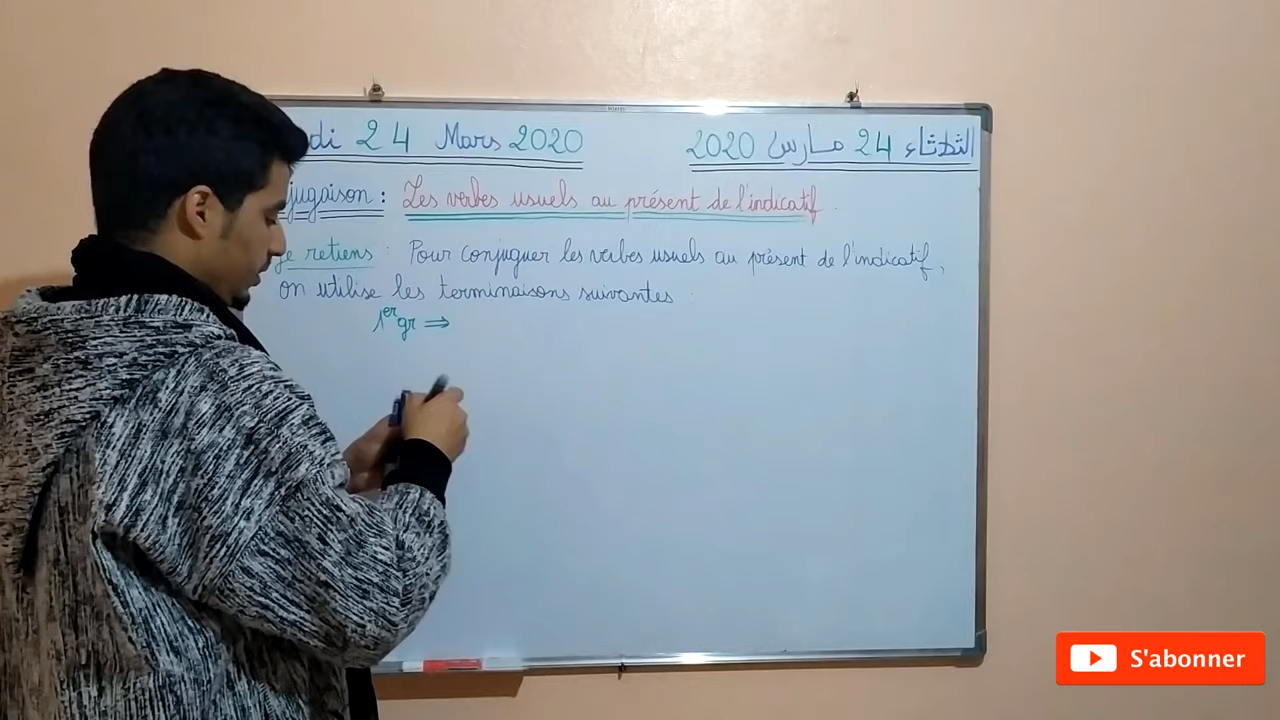 di 24 Mars 2020
الثلاثاء 24 مارس 2020
jugaison : Les verbes usuels au présent de l'indicatif.
Je retiens : Pour conjuguer les verbes usuels au présent de l'indicatif,
on utilise les terminaisons suivantes :
1er gr ⇒
S'abonner